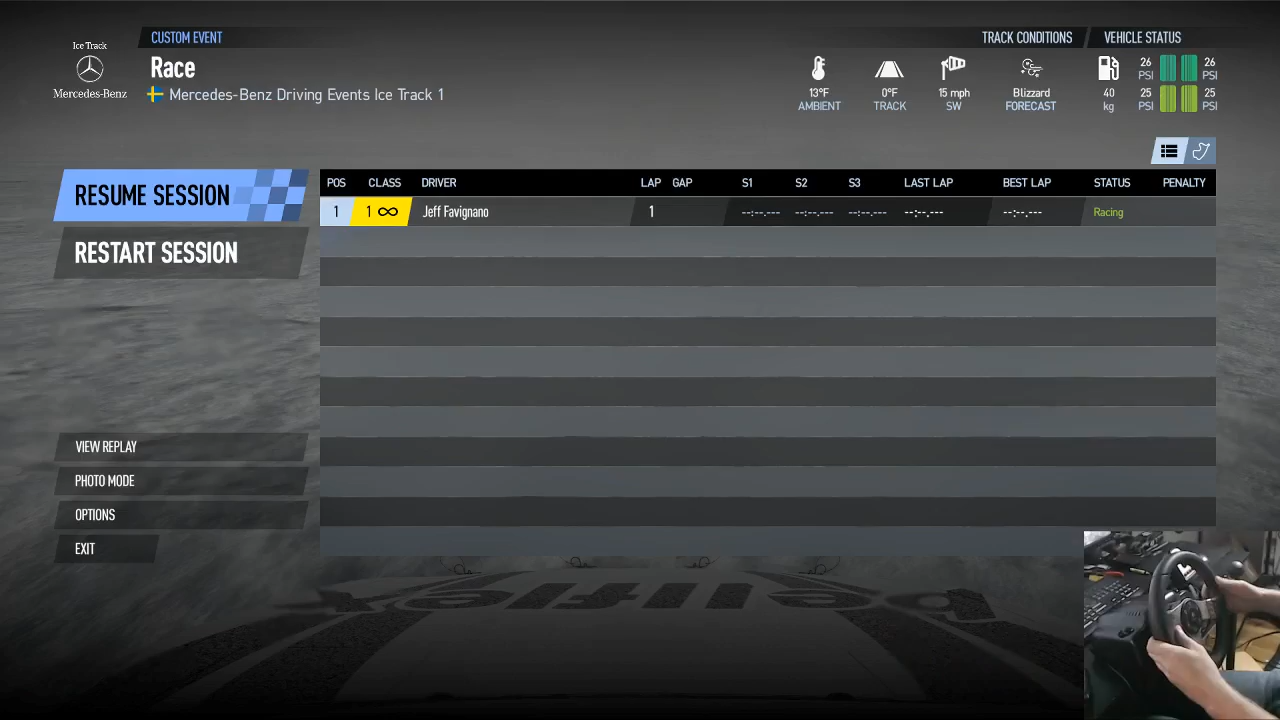 Ice Track
Mercedes-Benz
CUSTOM EVENT
Race
Mercedes-Benz Driving Events Ice Track 1
TRACK CONDITIONS
VEHICLE STATUS
13°F
AMBIENT
0°F
TRACK
15 mph
SW
Blizzard
FORECAST
40
kg
26
PSI
26
PSI
25
PSI
25
PSI
RESUME SESSION
RESTART SESSION
POS CLASS DRIVER LAP GAP S1 S2 S3 LAST LAP BEST LAP STATUS PENALTY
1 1 ∞ Jeff Favignano 1 --:--.--- --:--.--- --:--.--- --:--.--- --:--.--- Racing
VIEW REPLAY
PHOTO MODE
OPTIONS
EXIT